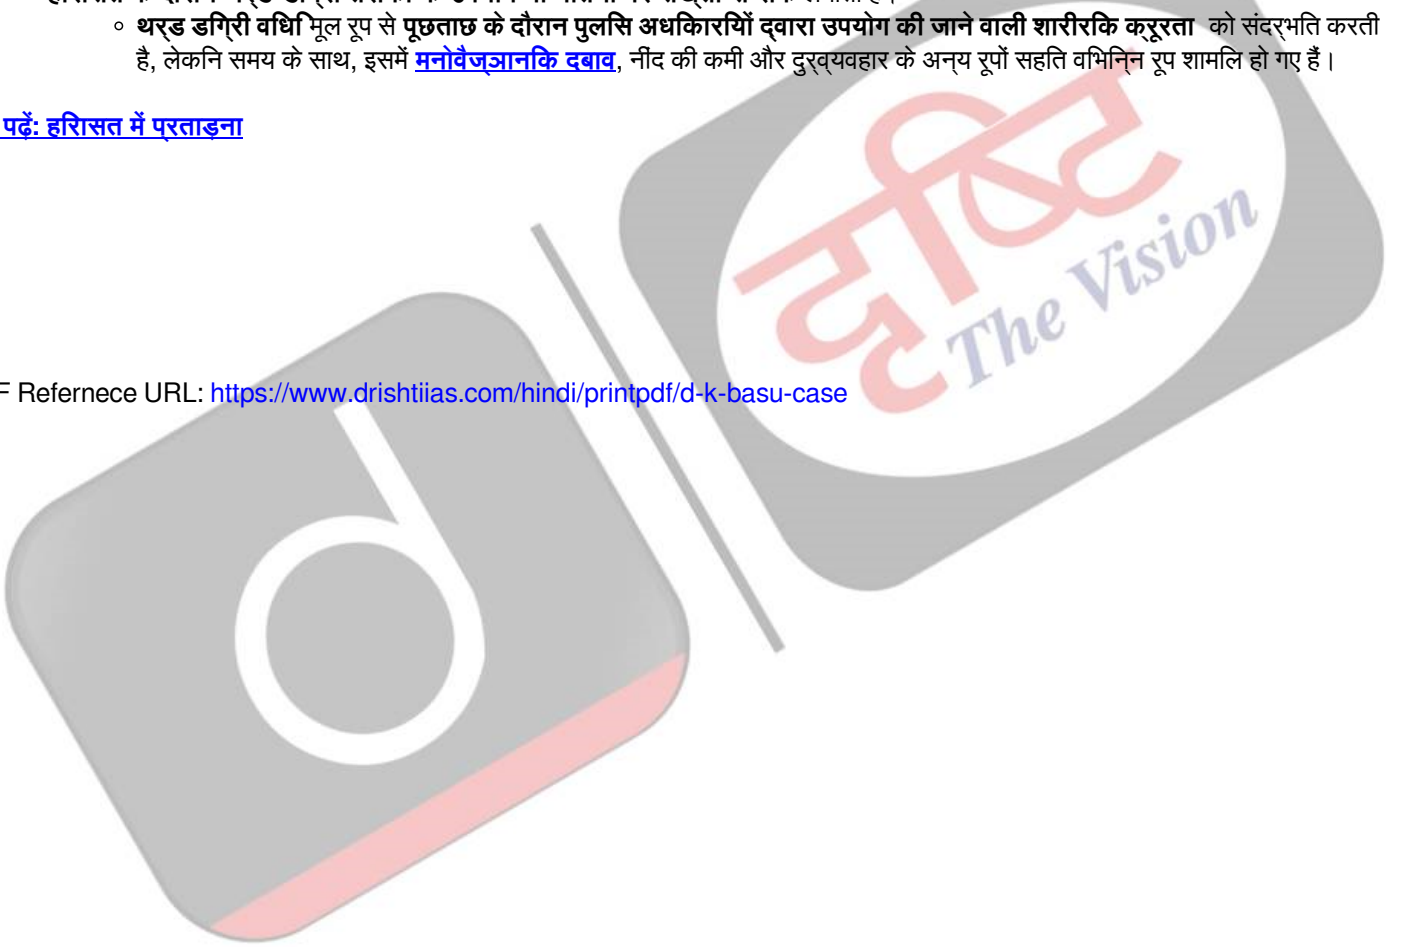 थर्ड डिग्री विधि मूल रूप से पूछताछ के दौरान पुलिस अधिकारियों द्वारा उपयोग की जाने वाली शारीरिक क्रूरता को संदर्भित करती
है, लेकिन समय के साथ, इसमें मनोवैज्ञानिक दबाव, नींद की कमी और दुर्व्यवहार के अन्य रूपों सहित विभिन्न रूप शामिल हो गए हैं।
पढ़ें: हिरासत में प्रताड़ना
दृष्टि
The Vision
F Refernece URL: https://www.drishtiias.com/hindi/printpdf/d-k-basu-case
d